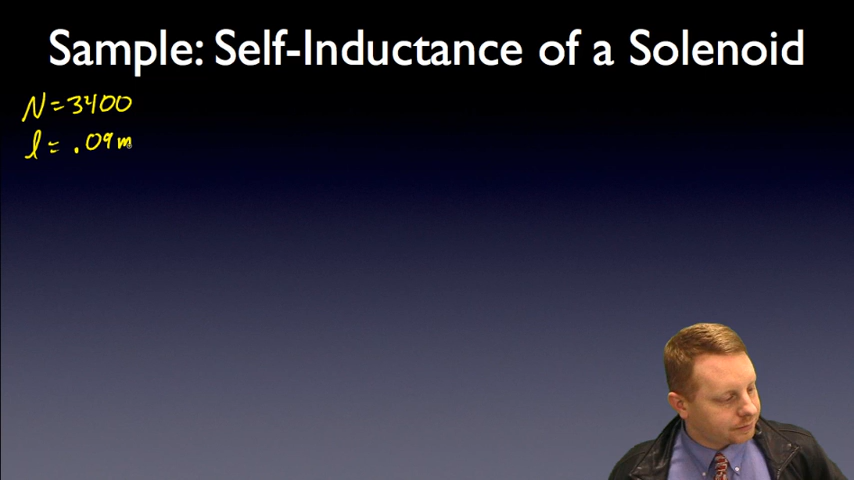 Sample: Self-Inductance of a Solenoid
N=3400
l= .09m